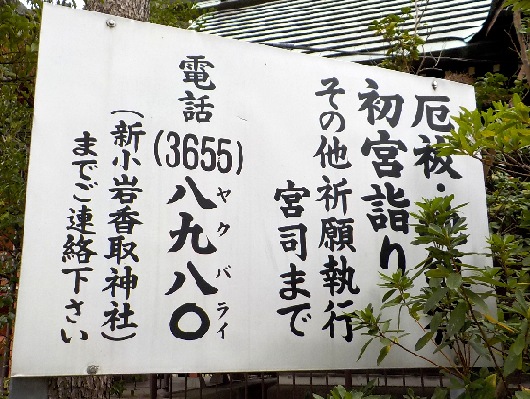 厄祓・
初宮詣り
その他祈願執行
宮司まで
電話
(3655)八九八〇
ヤクバライ
(新小岩香取神社)
までご連絡下さい